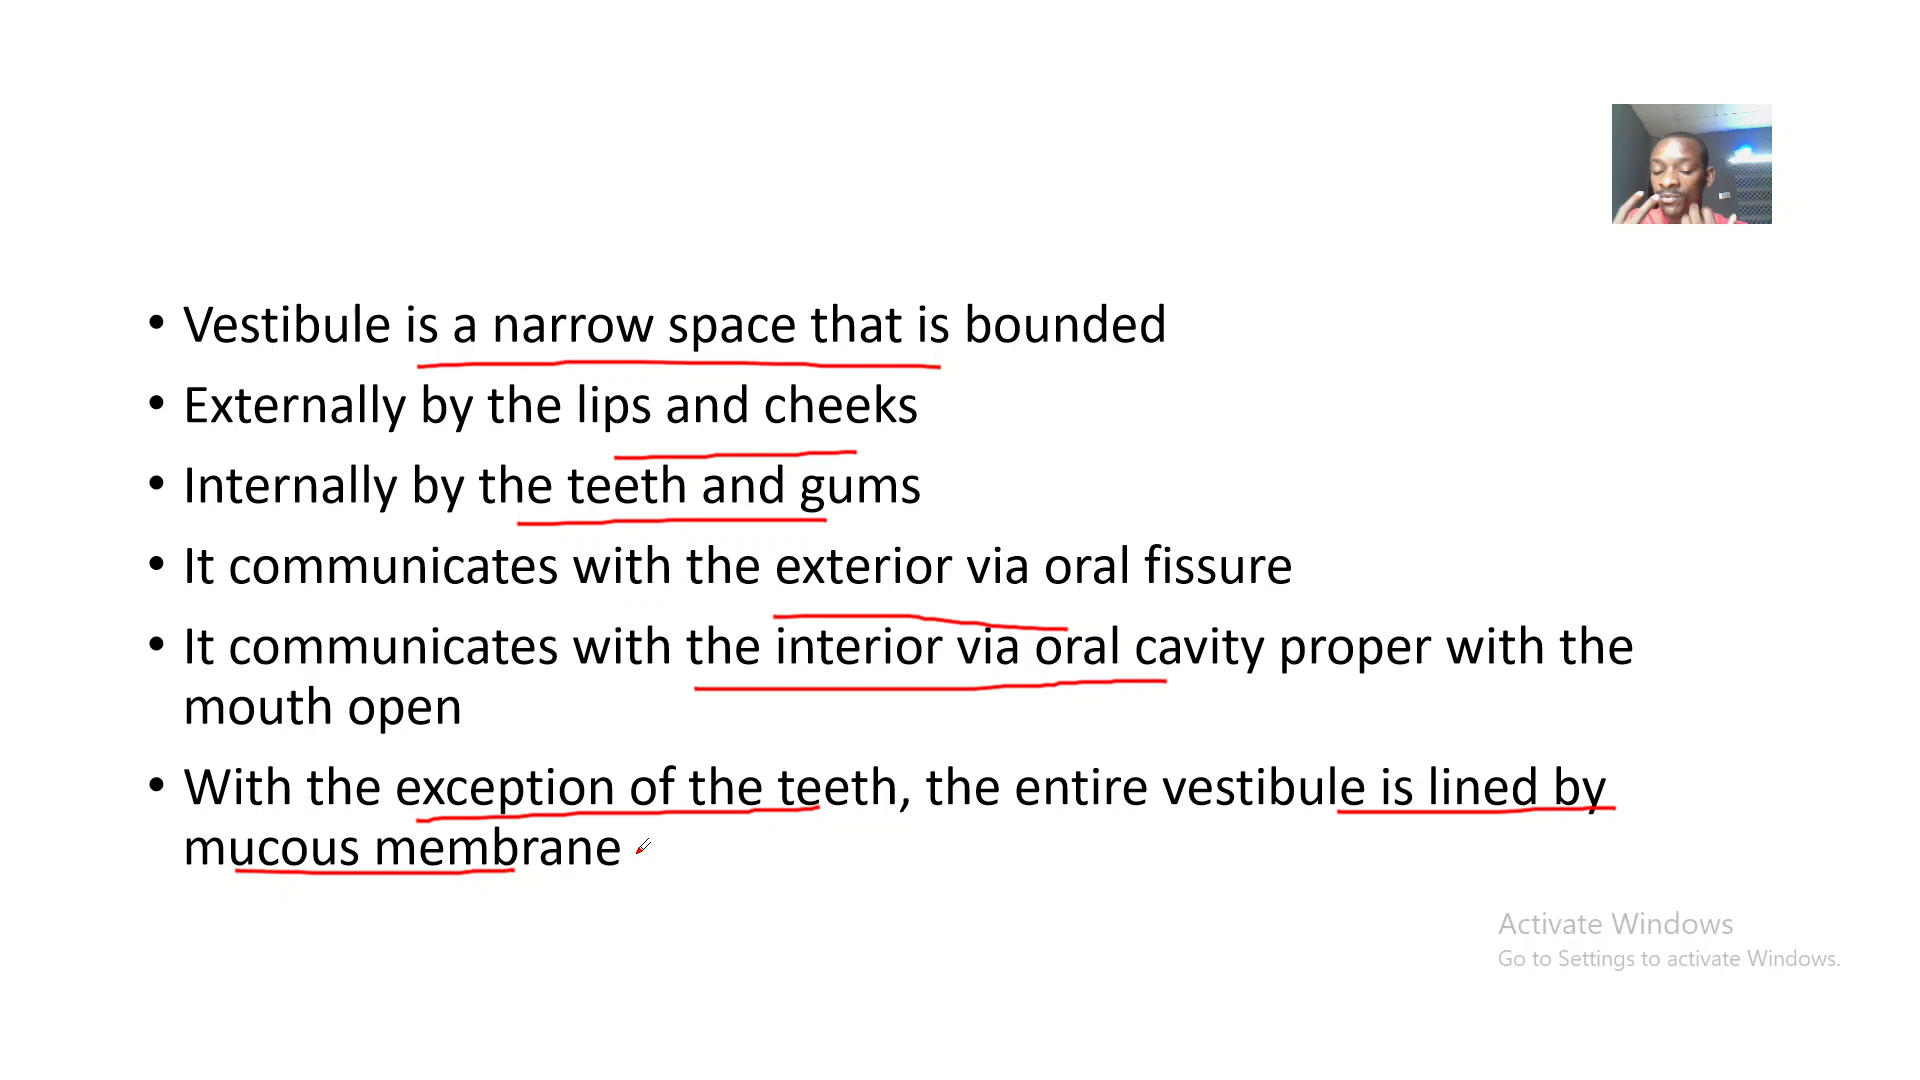 • Vestibule is a narrow space that is bounded
• Externally by the lips and cheeks
• Internally by the teeth and gums
• It communicates with the exterior via oral fissure
• It communicates with the interior via oral cavity proper with the
mouth open
• With the exception of the teeth, the entire vestibule is lined by
mucous membrane
Activate Windows
Go to Settings to activate Windows.